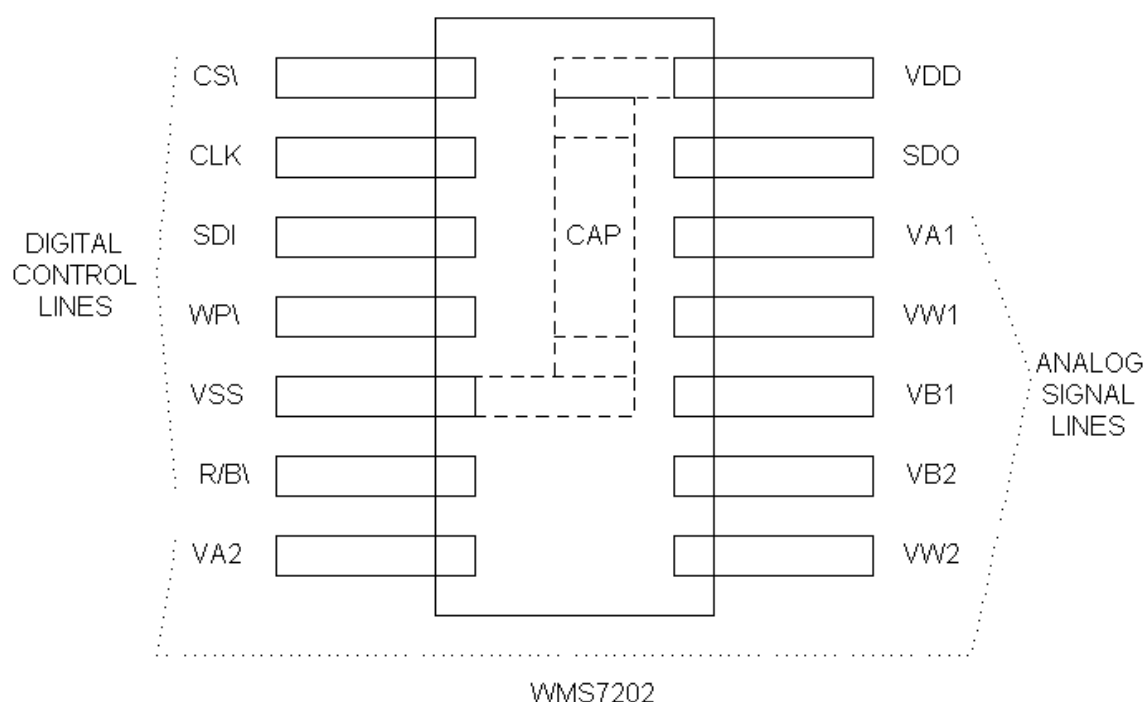 CS\
VDD
CLK
SDO
SDI
CAP
VA1
DIGITAL
CONTROL
LINES
WP\
VW1
VSS
VB1
ANALOG
SIGNAL
LINES
R/B\
VB2
VA2
VW2
WMS7202